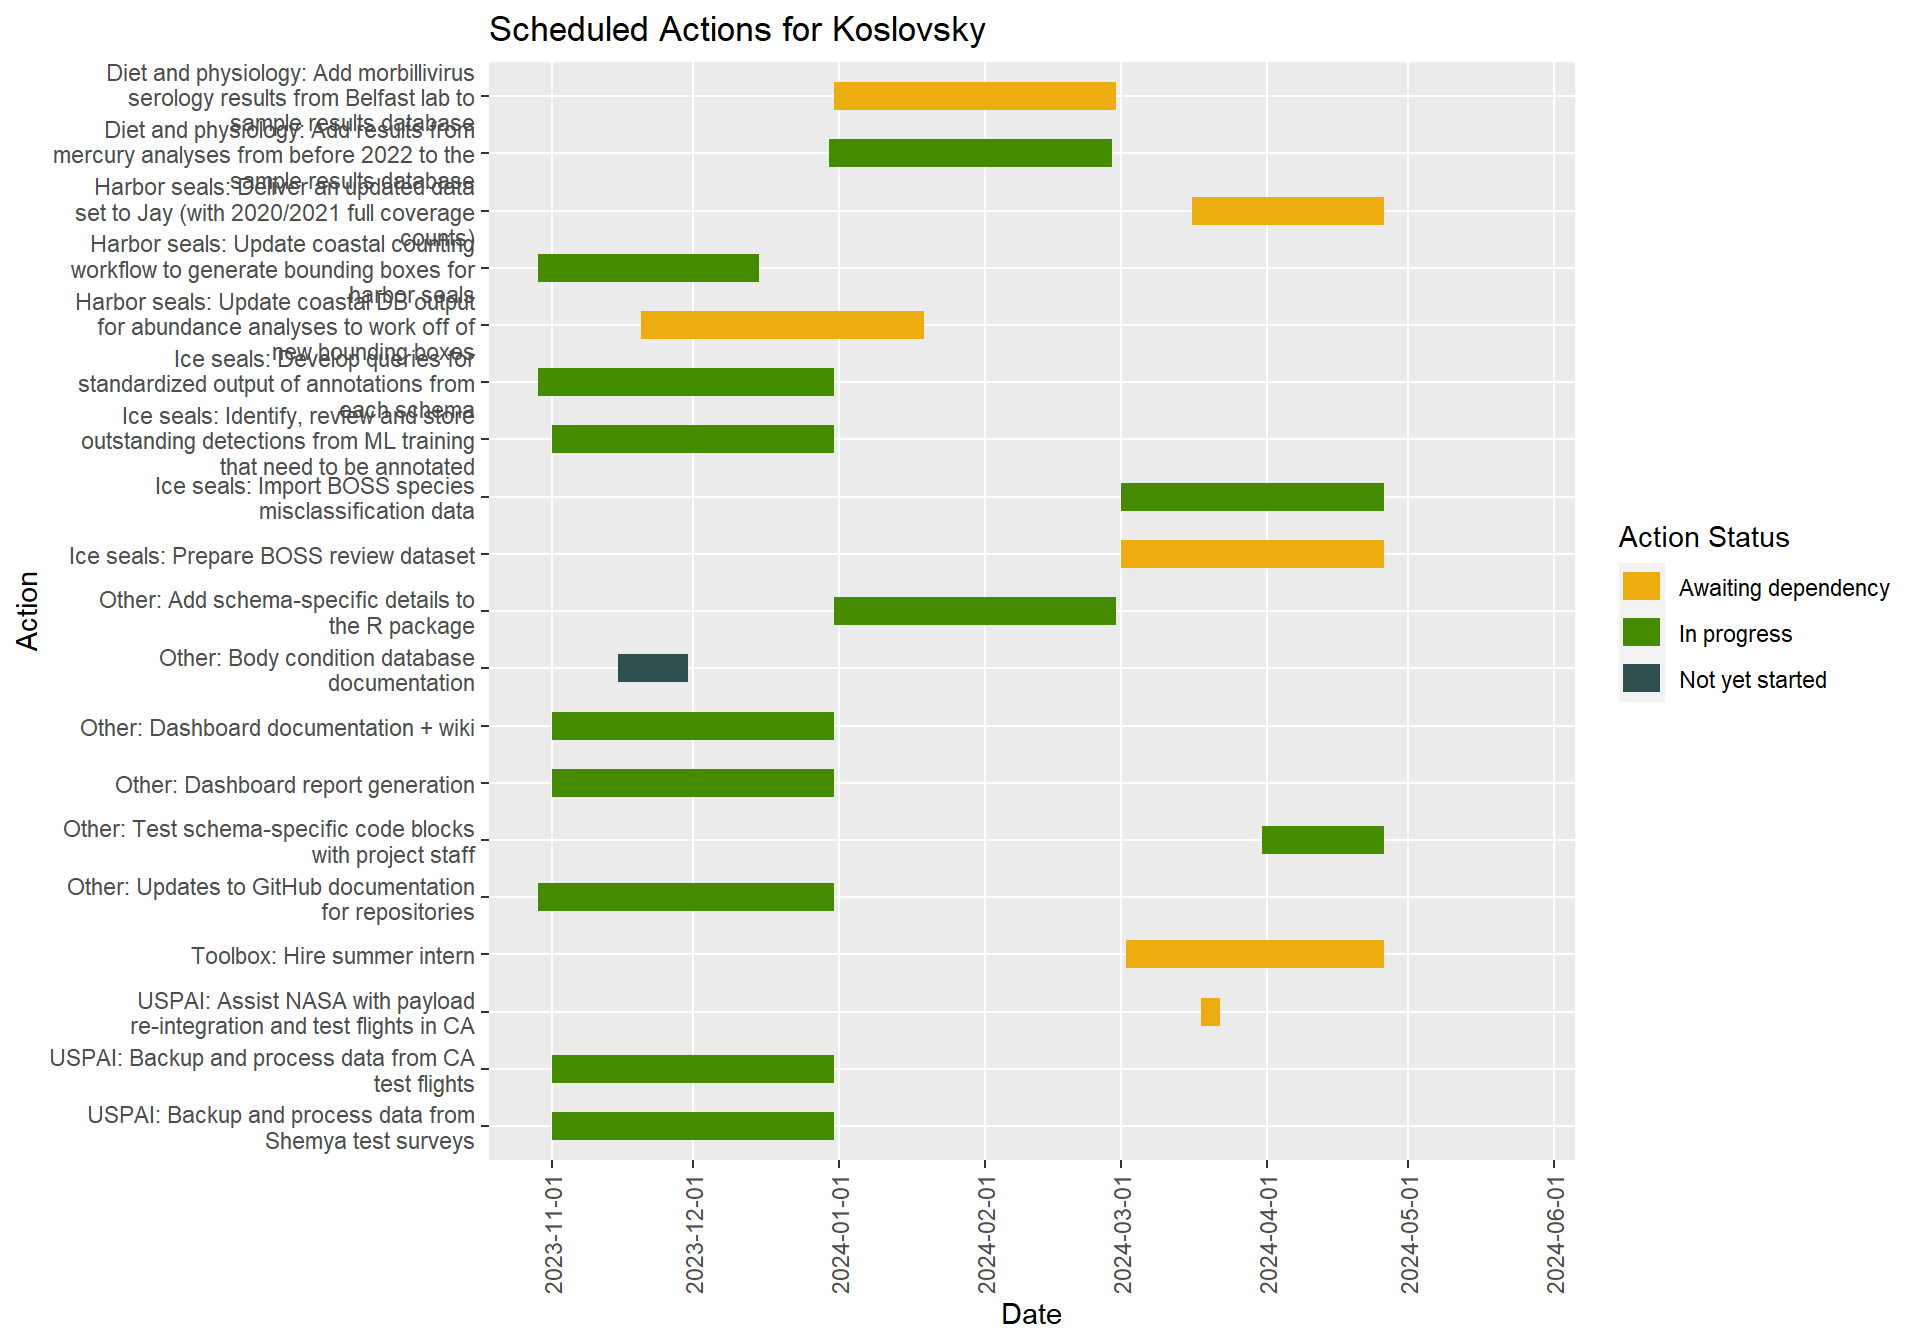 Scheduled Actions for Koslovsky
Diet and physiology: Add morbillivirus
serology results from Belfast lab to
sample results database
Diet and physiology: Add results from
mercury analyses from before 2022 to the
sample results database
Harbor seals: Deliver an updated data
set to Jay (with 2020/2021 full coverage
counts)
Harbor seals: Update coastal counting
workflow to generate bounding boxes for
harbor seals
Harbor seals: Update coastal DB output
for abundance analyses to work off of
new bounding boxes
Ice seals: Develop queries for
standardized output of annotations from
each schema
Ice seals: Identify, review and store
outstanding detections from ML training
that need to be annotated
Ice seals: Import BOSS species
misclassification data
Ice seals: Prepare BOSS review dataset
Other: Add schema-specific details to
the R package
Other: Body condition database
documentation
Other: Dashboard documentation + wiki
Other: Dashboard report generation
Other: Test schema-specific code blocks
with project staff
Other: Updates to GitHub documentation
for repositories
Toolbox: Hire summer intern
USPAI: Assist NASA with payload
re-integration and test flights in CA
USPAI: Backup and process data from CA
test flights
USPAI: Backup and process data from
Shemya test surveys
Action
2023-11-01
2023-12-01
2024-01-01
2024-02-01
2024-03-01
2024-04-01
2024-05-01
2024-06-01
Date
Action Status
Awaiting dependency
In progress
Not yet started